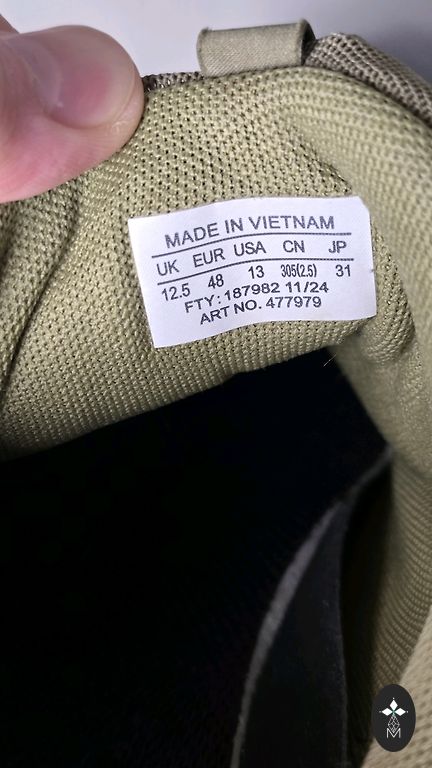 MADE IN VIETNAM
UK EUR USA CN JP
12.5 48 13 305(2.5) 31
FTY: 187982 11/24
ART NO. 477979
M